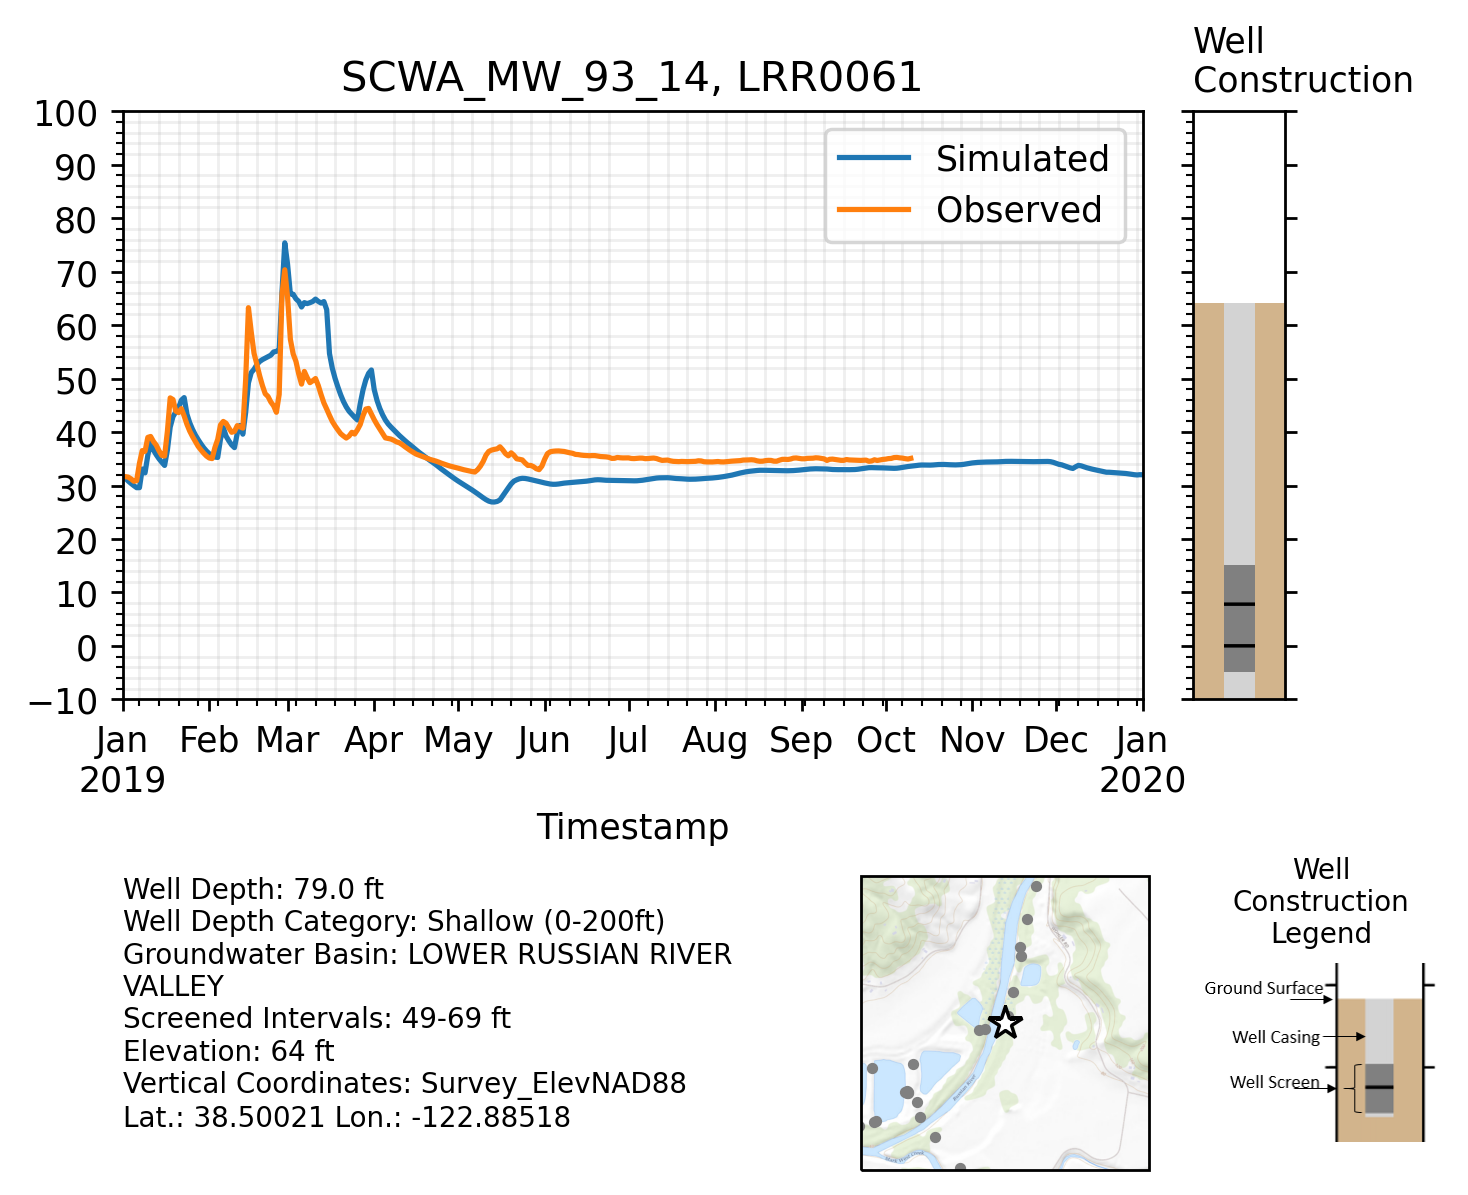 Well
Construction
SCWA_MW_93_14, LRR0061
100
90
80
70
60
50
40
30
20
10
0
−10
Simulated
Observed
Jan Feb Mar Apr May Jun Jul Aug Sep Oct Nov Dec Jan
2019 2020
Timestamp
Well Depth: 79.0 ft
Well Depth Category: Shallow (0-200ft)
Groundwater Basin: LOWER RUSSIAN RIVER
VALLEY
Screened Intervals: 49-69 ft
Elevation: 64 ft
Vertical Coordinates: Survey_ElevNAD88
Lat.: 38.50021 Lon.: -122.88518
Well
Construction
Legend
Ground Surface
Well Casing
Well Screen